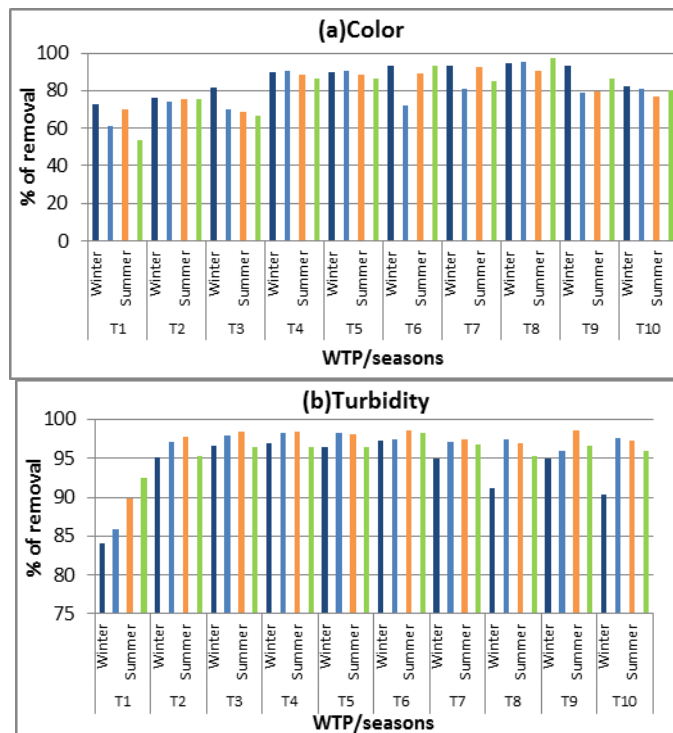 (a)Color
% of removal
100
80
60
40
20
0
Winter Summer Winter Summer Winter Summer Winter Summer Winter Summer Winter Summer Winter Summer Winter Summer Winter Summer Winter Summer
T1 T2 T3 T4 T5 T6 T7 T8 T9 T10
WTP/seasons
(b)Turbidity
% of removal
100
95
90
85
80
75
Winter Summer Winter Summer Winter Summer Winter Summer Winter Summer Winter Summer Winter Summer Winter Summer Winter Summer Winter Summer
T1 T2 T3 T4 T5 T6 T7 T8 T9 T10
WTP/seasons